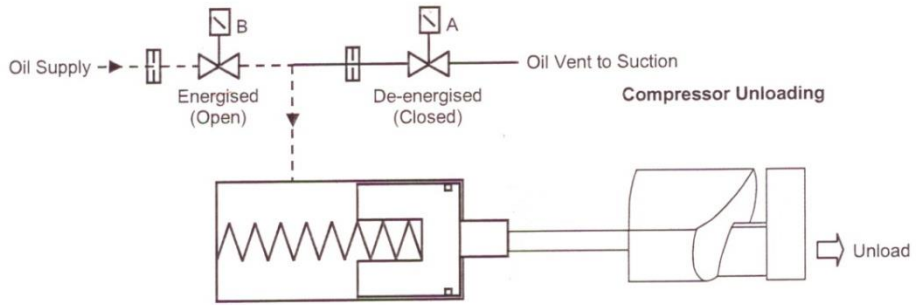 B
A
Oil Supply
Oil Vent to Suction
Energised
(Open)
De-energised
(Closed)
Compressor Unloading
Unload